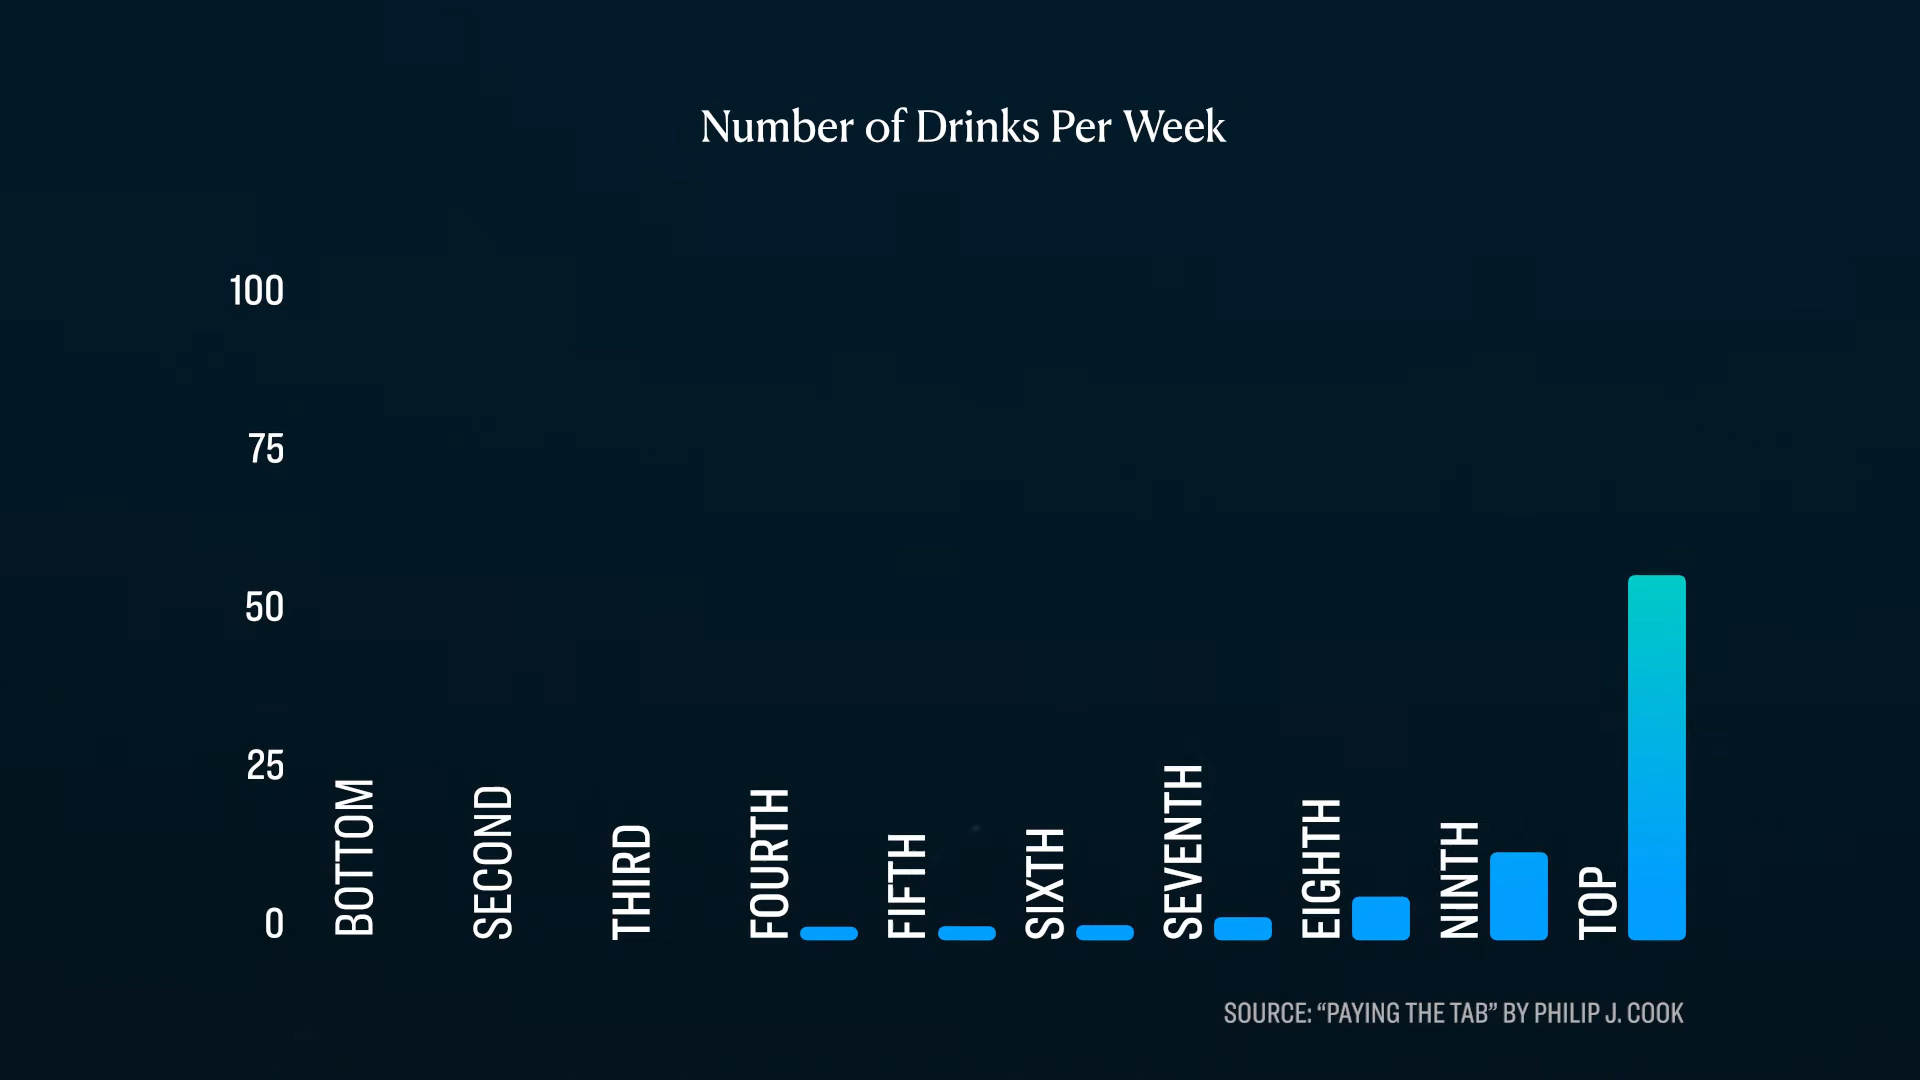 Number of Drinks Per Week
100
75
50
25
0
BOTTOM
SECOND
THIRD
FOURTH
FIFTH
SIXTH
SEVENTH
EIGHTH
NINTH
TOP
SOURCE: “PAYING THE TAB” BY PHILIP J. COOK